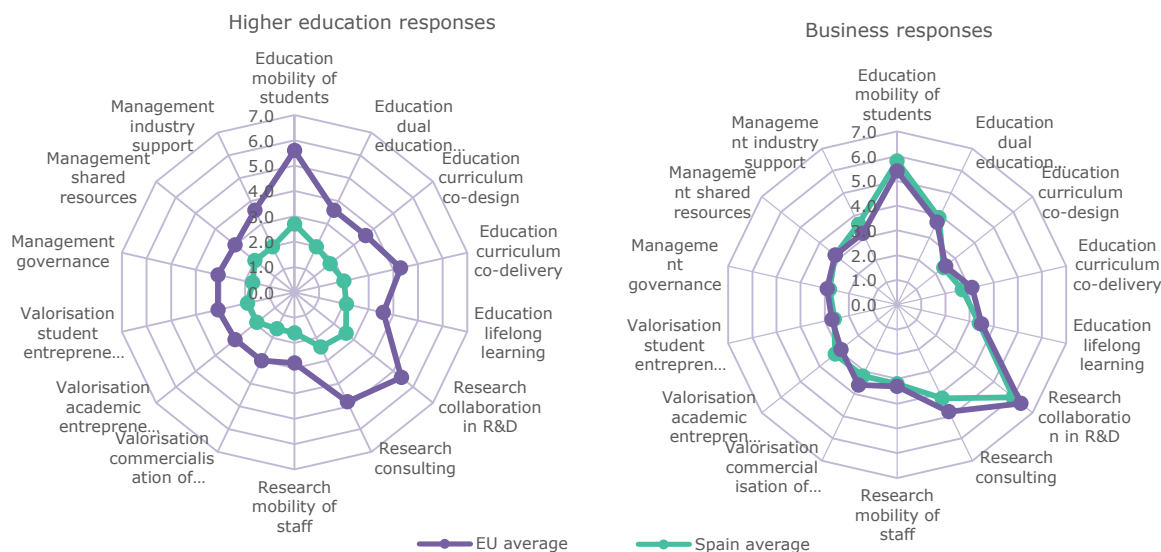 Higher education responses
Education
mobility of
students
Education
dual
education...
Education
curriculum
co-design
Education
curriculum
co-delivery
Education
lifelong
learning
Research
collaboration
in R&D
Research
consulting
Research
mobility of
staff
Valorisation
commercialis
ation of...
Valorisation
academic
entreprene...
Valorisation
student
entreprene...
Management
governance
Management
shared
resources
Management
industry
support
7.0
6.0
5.0
4.0
3.0
2.0
1.0
0.0
Business responses
Education
mobility of
students
Education
dual
education...
Education
curriculum
co-design
Education
curriculum
co-delivery
Education
lifelong
learning
Research
collaboratio
n in R&D
Research
consulting
Research
mobility of
staff
Valorisation
commercial
isation of...
Valorisation
academic
entrepren...
Valorisation
student
entrepren...
Manageme
nt
governance
Manageme
nt shared
resources
Manageme
nt industry
support
7.0
6.0
5.0
4.0
3.0
2.0
1.0
0.0
EU average
Spain average